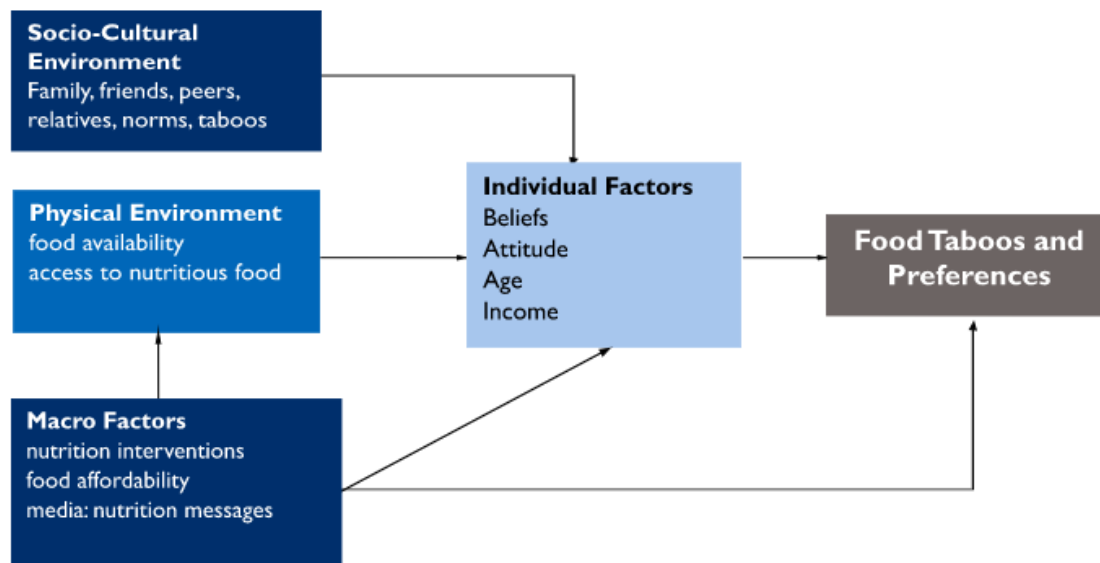 Socio-Cultural
Environment
Family, friends, peers,
relatives, norms, taboos
Physical Environment
food availability
access to nutritious food
Macro Factors
nutrition interventions
food affordability
media: nutrition messages
Individual Factors
Beliefs
Attitude
Age
Income
Food Taboos and
Preferences